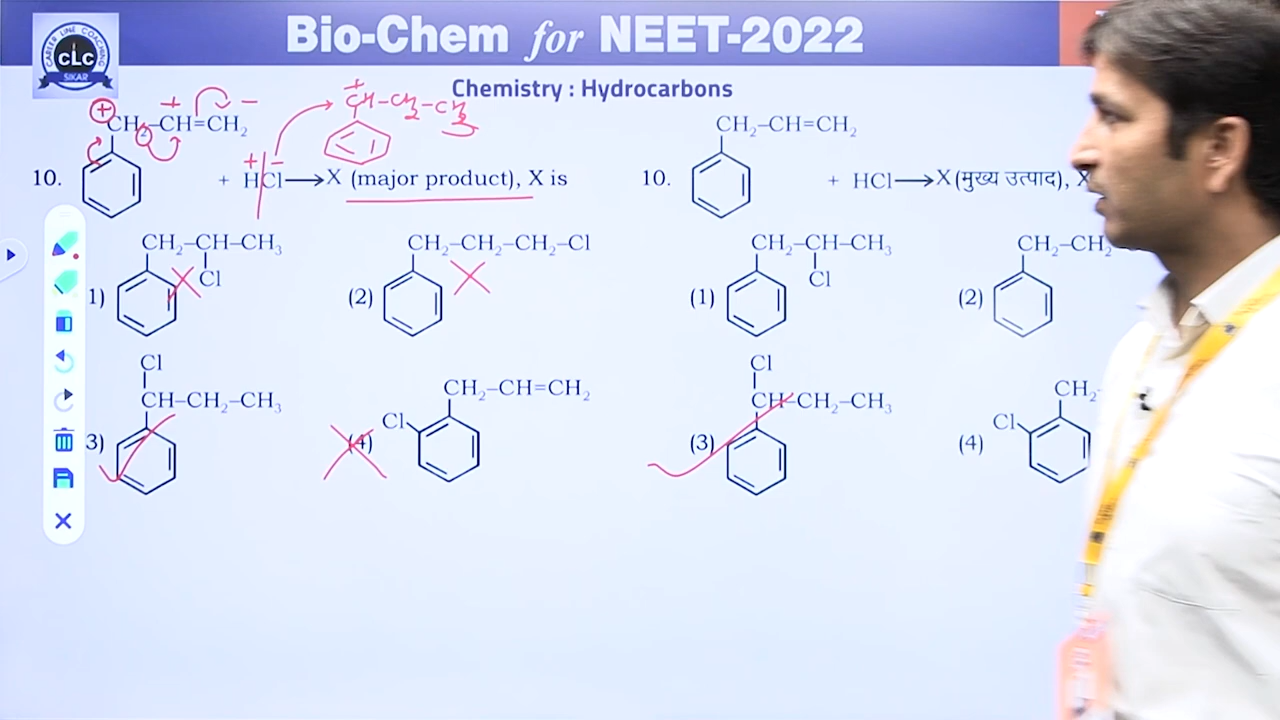 CAREER LINE COACHING
CLC
SIKAR
Bio-Chem for NEET-2022
Chemistry : Hydrocarbons
+ CH₂–CH=CH₂ + –
+ CH–CH₂–CH₃
10. + HCl → X (major product), X is
+ –
1) CH₂–CH–CH₃
Cl
(2) CH₂–CH₂–CH₂–Cl
3) Cl
CH–CH₂–CH₃
(4) Cl CH₂–CH=CH₂
CH₂–CH=CH₂
10. + HCl → X (मुख्य उत्पाद), X
(1) CH₂–CH–CH₃
Cl
(2) CH₂–CH₂
(3) Cl
CH–CH₂–CH₃
(4) Cl CH₂–